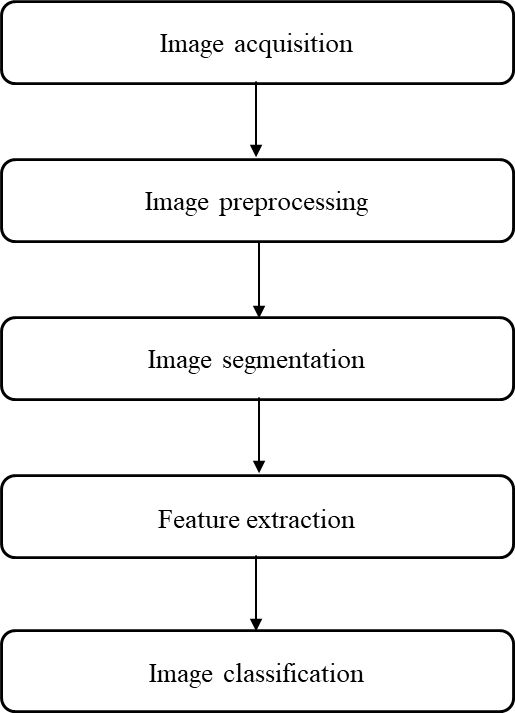 Image acquisition
Image preprocessing
Image segmentation
Feature extraction
Image classification